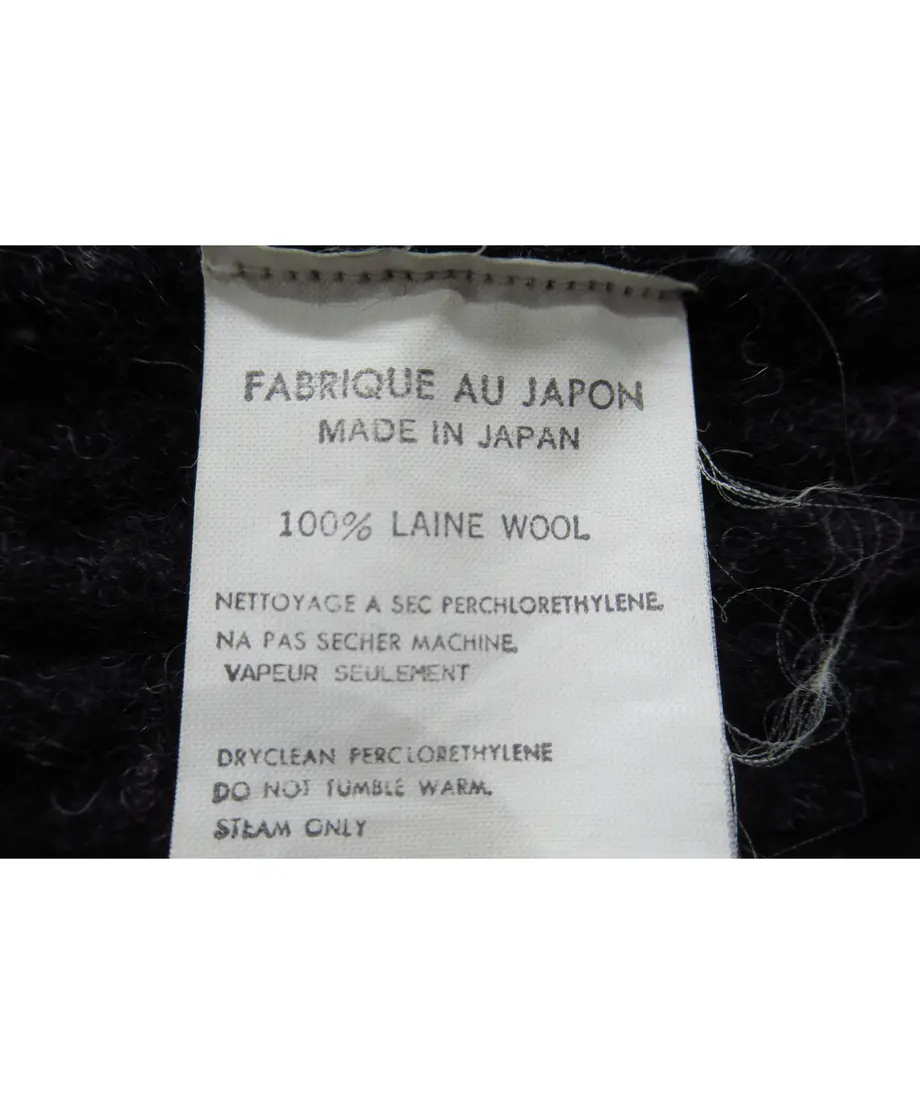 FABRIQUE AU JAPON
MADE IN JAPAN
100% LAINE WOOL
NETTOYAGE A SEC PERCHLORETHYLENE.
NA PAS SECHER MACHINE.
VAPEUR SEULEMENT
DRYCLEAN PERCLORETHYLENE
DO NOT TUMBLE WARM.
STEAM ONLY